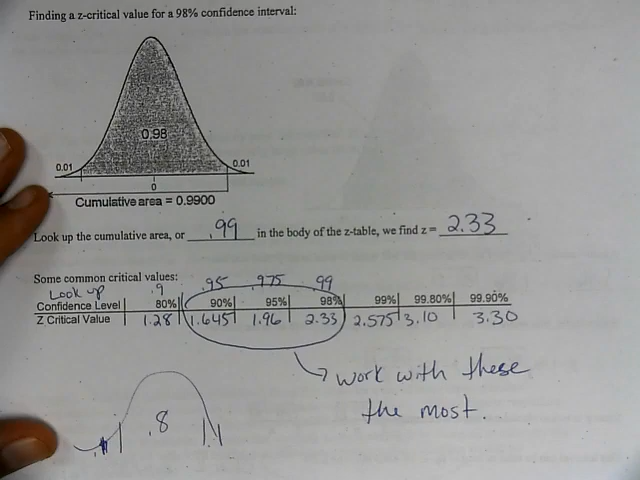 Finding a z-critical value for a 98% confidence interval:
0.98
0.01 0.01
0
Cumulative area = 0.9900
Look up the cumulative area, or .99 in the body of the z-table, we find z = 2.33
Some common critical values:
Look up .9 .95 .975 .99
Confidence Level 80% 90% 95% 98% 99% 99.80% 99.90%
Z Critical Value 1.28 1.645 1.96 2.33 2.575 3.10 3.30
work with these
the most.
.8